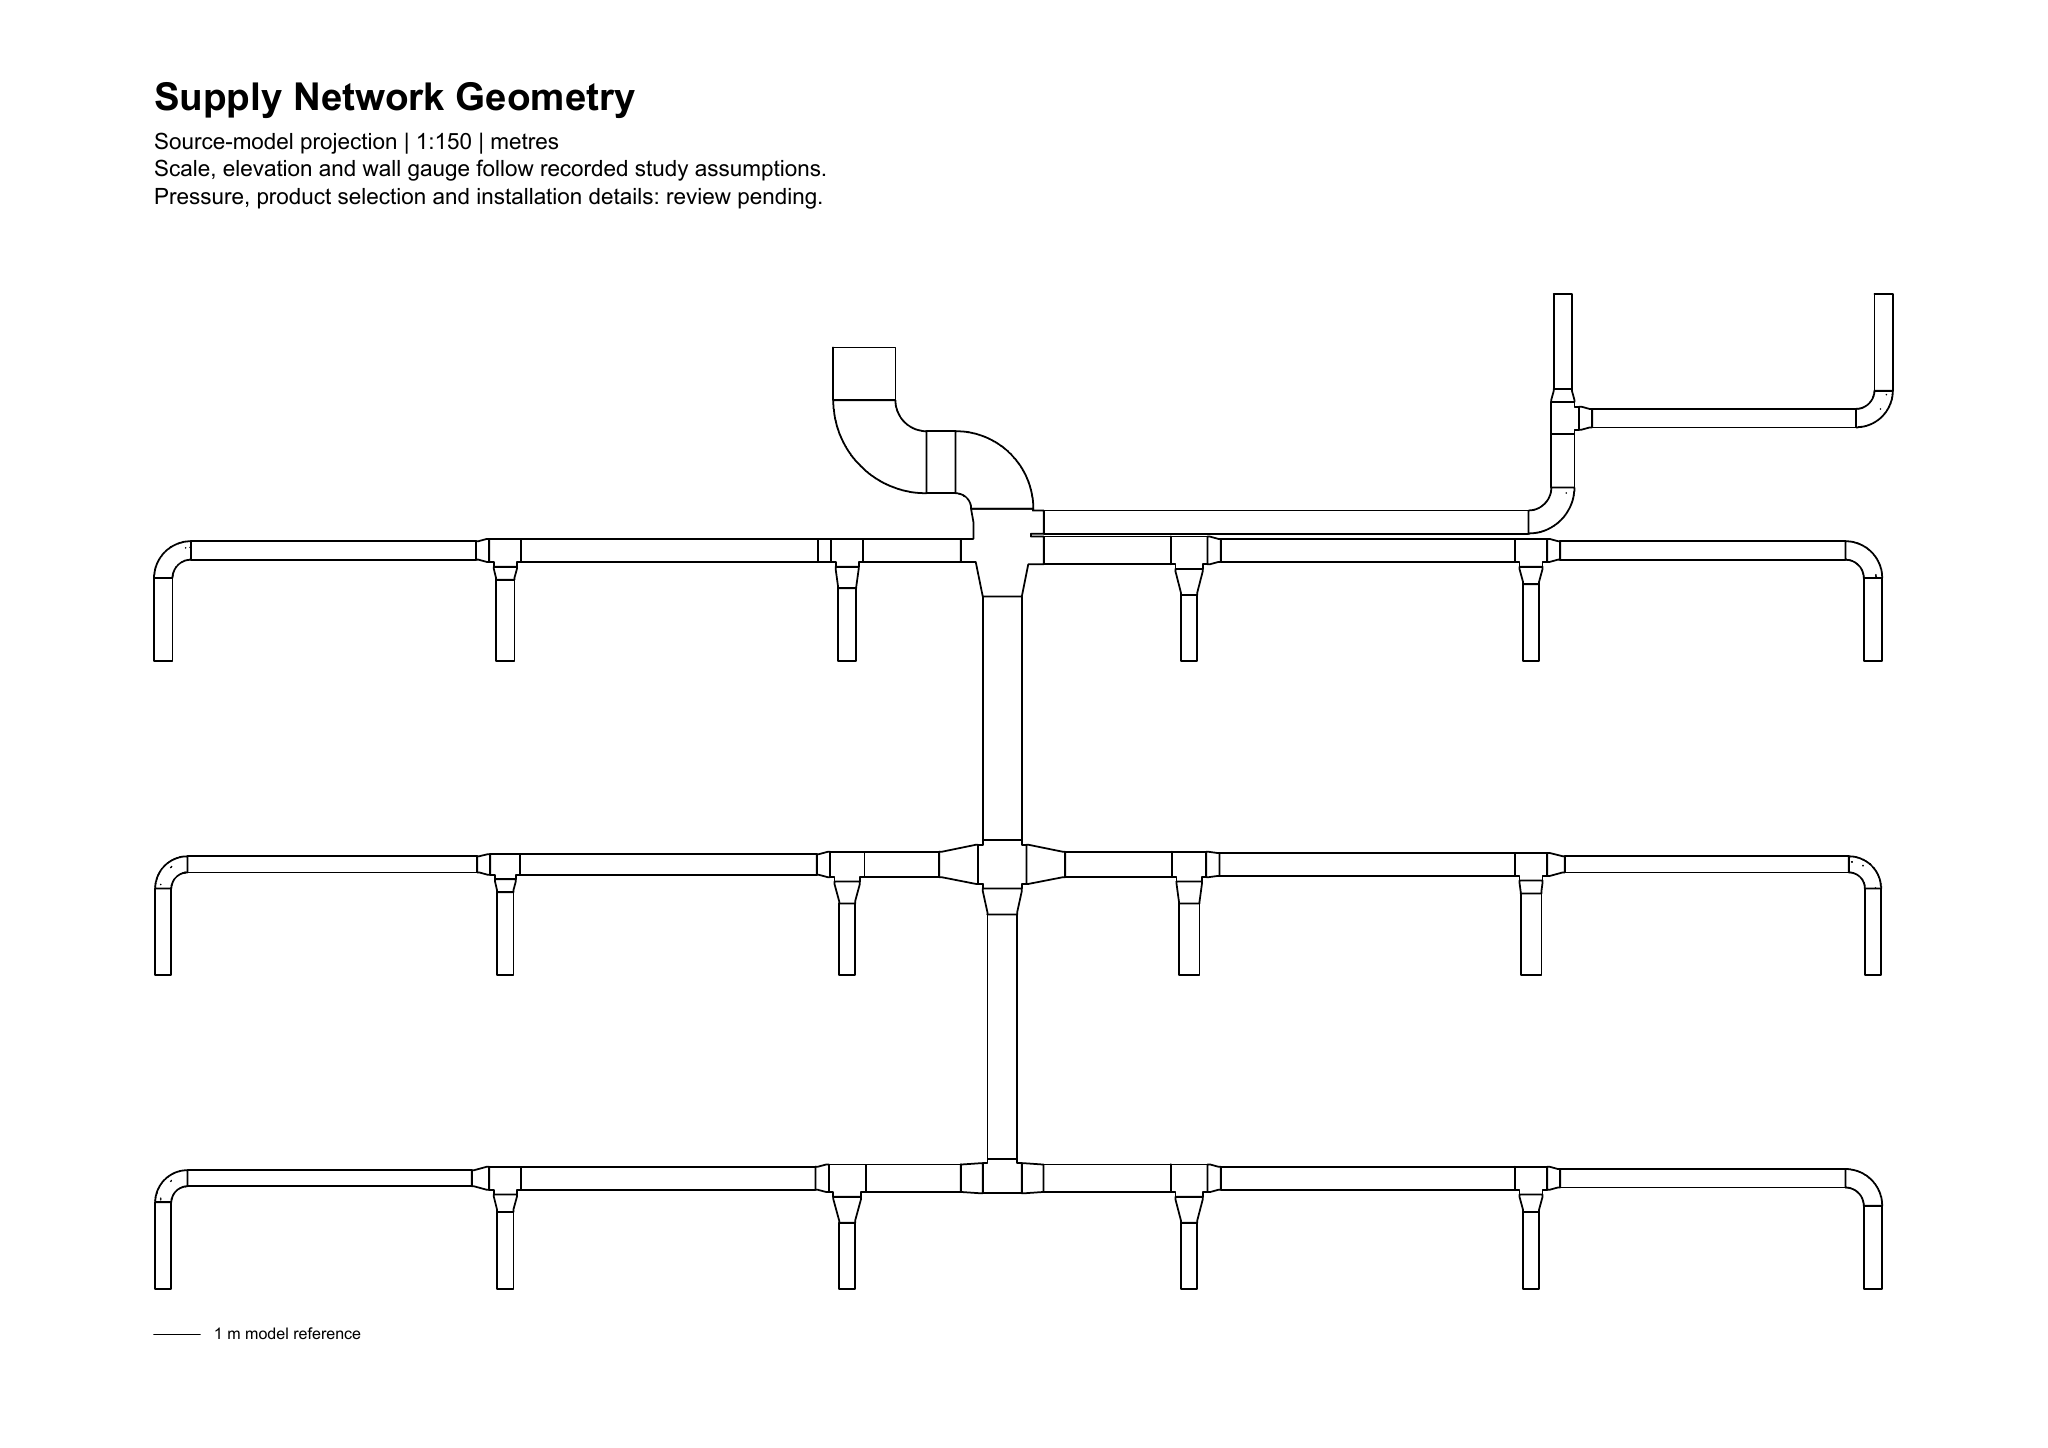 Supply Network Geometry
Source-model projection | 1:150 | metres
Scale, elevation and wall gauge follow recorded study assumptions.
Pressure, product selection and installation details: review pending.
1 m model reference